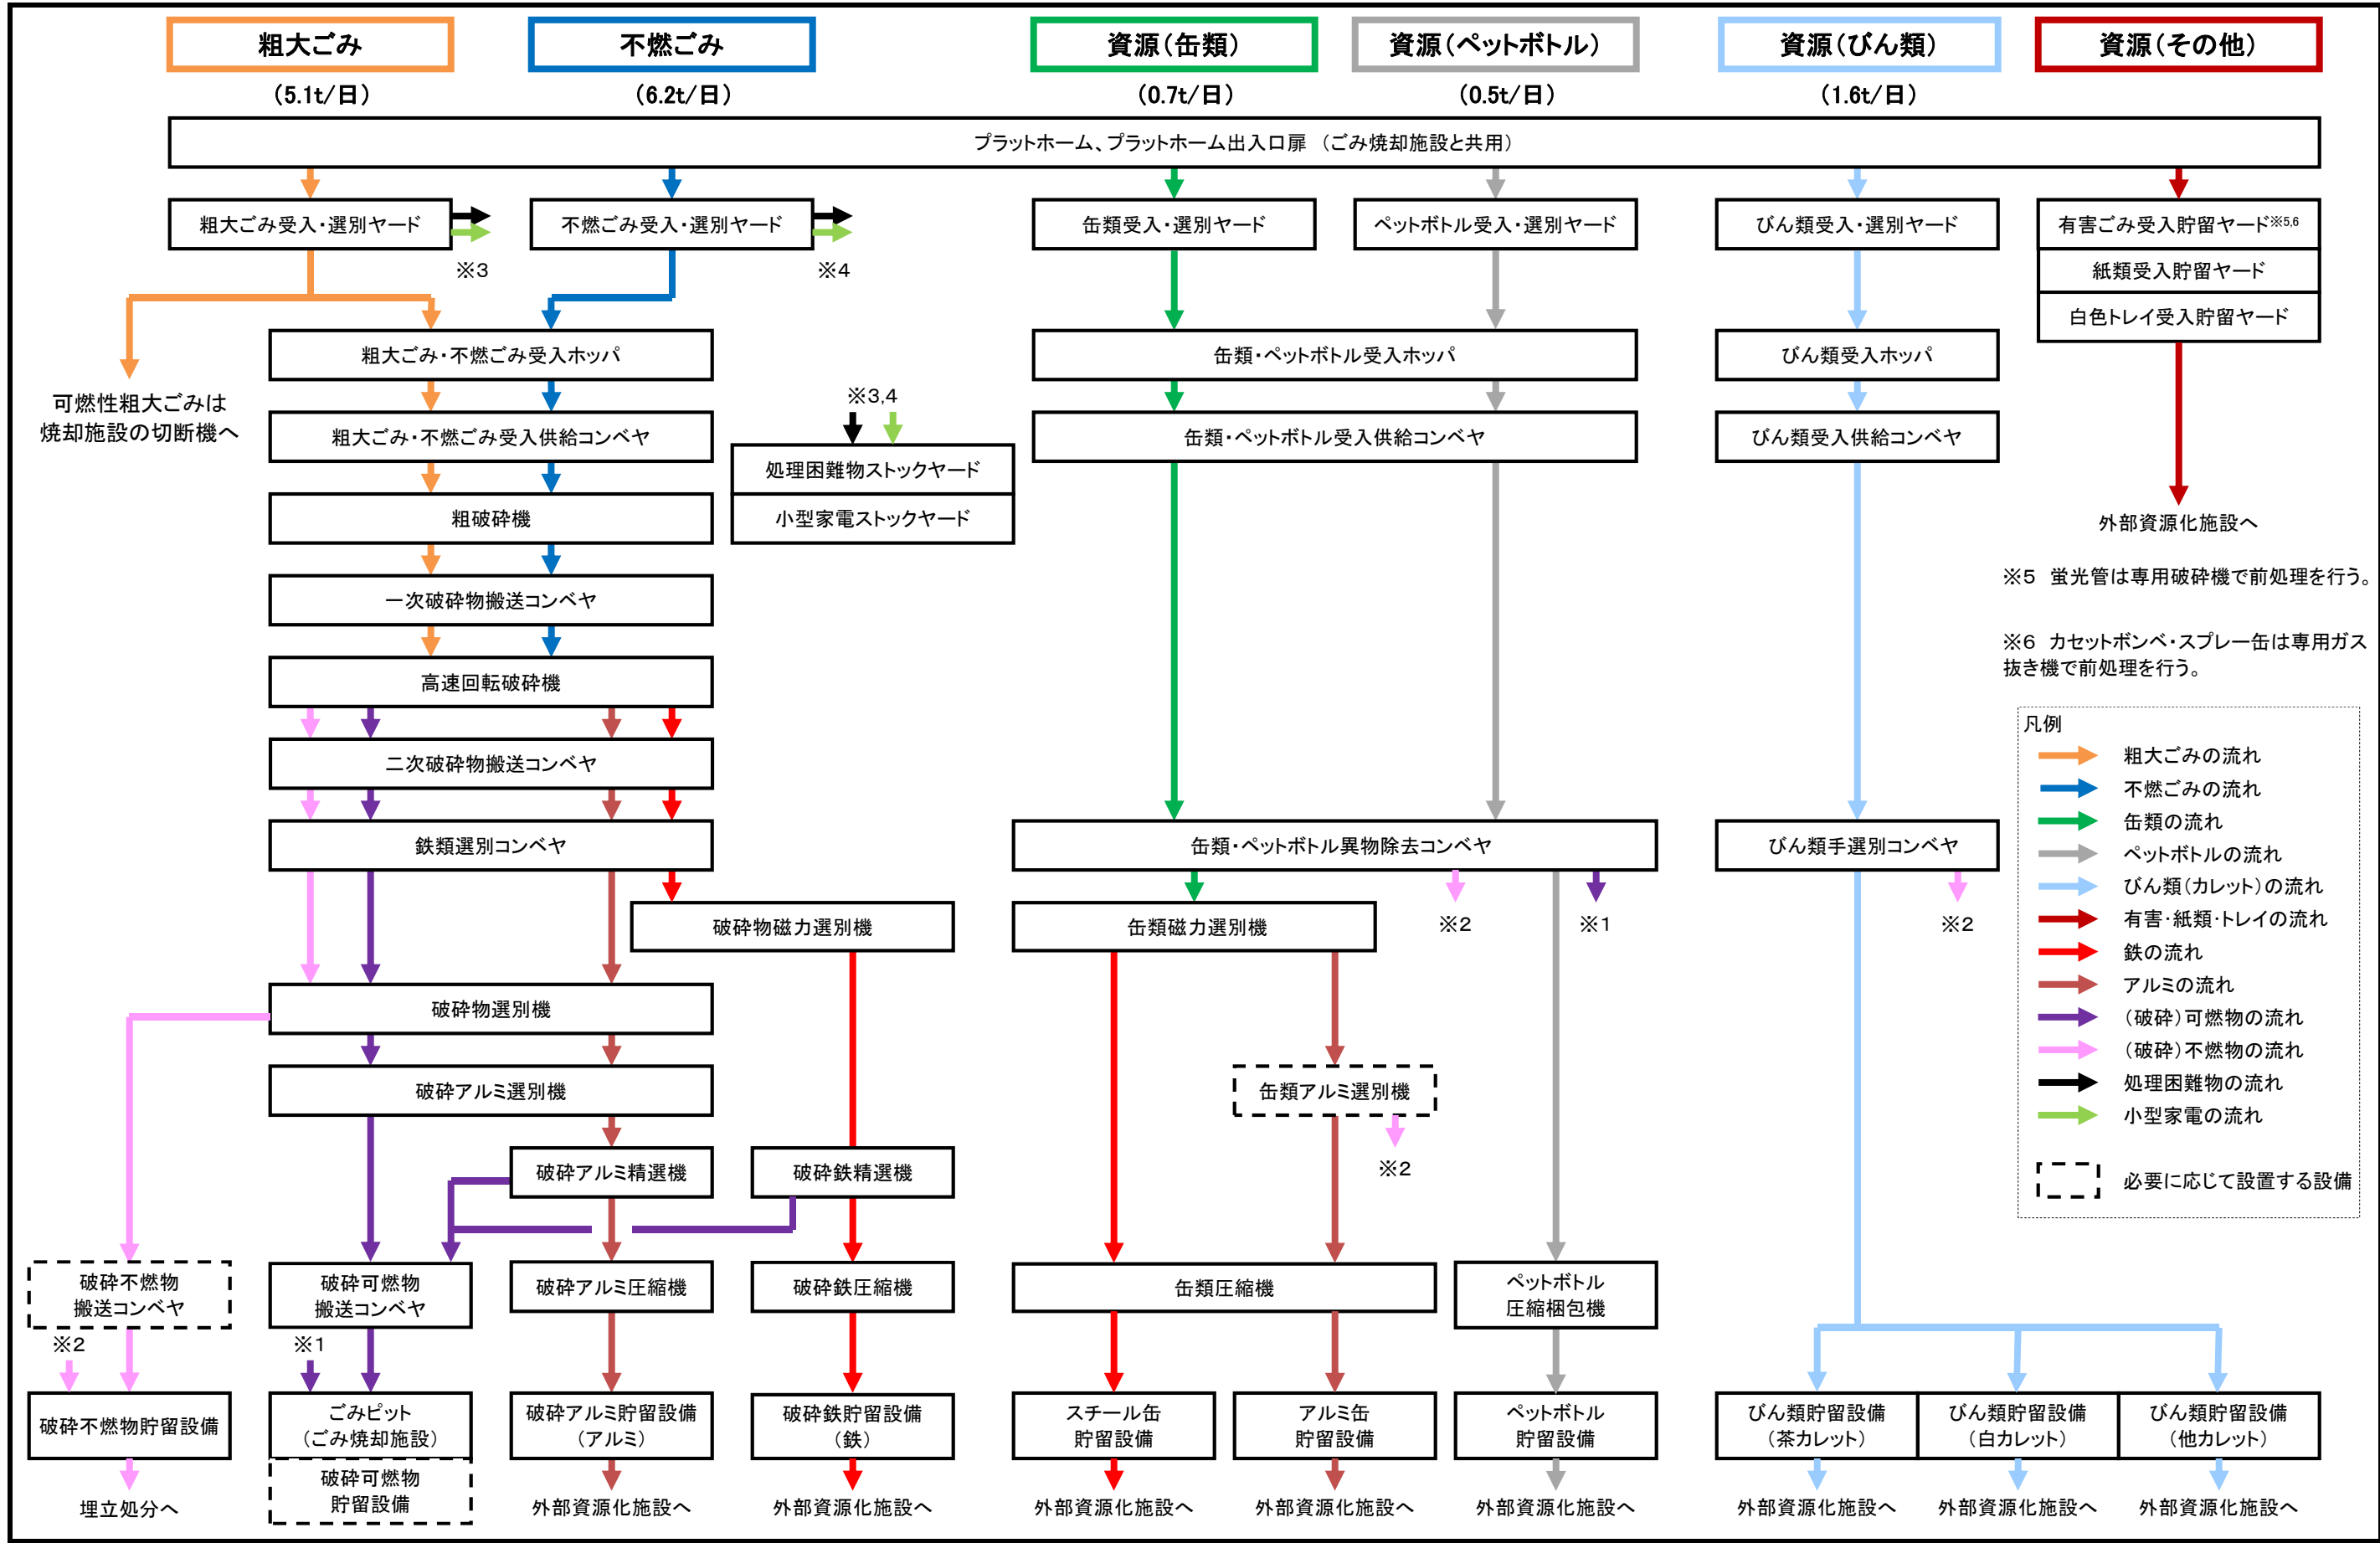 粗大ごみ
不燃ごみ
資源（缶類）
資源（ペットボトル）
資源（びん類）
資源（その他）
（5.1t/日）
（6.2t/日）
（0.7t/日）
（0.5t/日）
（1.6t/日）
プラットホーム、プラットホーム出入口扉　（ごみ焼却施設と共用）
粗大ごみ受入・選別ヤード
不燃ごみ受入・選別ヤード
缶類受入・選別ヤード
ペットボトル受入・選別ヤード
びん類受入・選別ヤード
有害ごみ受入貯留ヤード※5,6
紙類受入貯留ヤード
白色トレイ受入貯留ヤード
※3
※4
粗大ごみ・不燃ごみ受入ホッパ
缶類・ペットボトル受入ホッパ
びん類受入ホッパ
可燃性粗大ごみは
焼却施設の切断機へ
※3,4
粗大ごみ・不燃ごみ受入供給コンベヤ
缶類・ペットボトル受入供給コンベヤ
びん類受入供給コンベヤ
処理困難物ストックヤード
小型家電ストックヤード
粗破砕機
外部資源化施設へ
※5　蛍光管は専用破砕機で前処理を行う。
一次破砕物搬送コンベヤ
※6　カセットボンベ・スプレー缶は専用ガス
抜き機で前処理を行う。
高速回転破砕機
二次破砕物搬送コンベヤ
鉄類選別コンベヤ
缶類・ペットボトル異物除去コンベヤ
びん類手選別コンベヤ
破砕物磁力選別機
缶類磁力選別機
※2
※1
※2
破砕物選別機
破砕アルミ選別機
缶類アルミ選別機
※2
破砕アルミ精選機
破砕鉄精選機
破砕不燃物
搬送コンベヤ
破砕可燃物
搬送コンベヤ
破砕アルミ圧縮機
破砕鉄圧縮機
缶類圧縮機
ペットボトル
圧縮梱包機
※2
※1
破砕不燃物貯留設備
ごみピット
（ごみ焼却施設）
破砕可燃物
貯留設備
破砕アルミ貯留設備
（アルミ）
破砕鉄貯留設備
（鉄）
スチール缶
貯留設備
アルミ缶
貯留設備
ペットボトル
貯留設備
びん類貯留設備
（茶カレット）
びん類貯留設備
（白カレット）
びん類貯留設備
（他カレット）
埋立処分へ
外部資源化施設へ
外部資源化施設へ
外部資源化施設へ
外部資源化施設へ
外部資源化施設へ
外部資源化施設へ
外部資源化施設へ
外部資源化施設へ
凡例
粗大ごみの流れ
不燃ごみの流れ
缶類の流れ
ペットボトルの流れ
びん類（カレット）の流れ
有害・紙類・トレイの流れ
鉄の流れ
アルミの流れ
（破砕）可燃物の流れ
（破砕）不燃物の流れ
処理困難物の流れ
小型家電の流れ
必要に応じて設置する設備